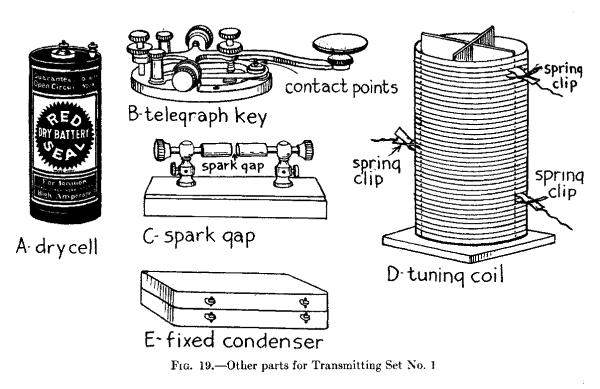 Guarantee
Open Circuit
RED
DRY BATTERY
SEAL
For Ignition
High Amperage
A-dry cell
contact points
B-telegraph key
spark gap
C-spark gap
E-fixed condenser
spring
clip
spring
clip
spring
clip
D-tuning coil
FIG. 19.—Other parts for Transmitting Set No. 1